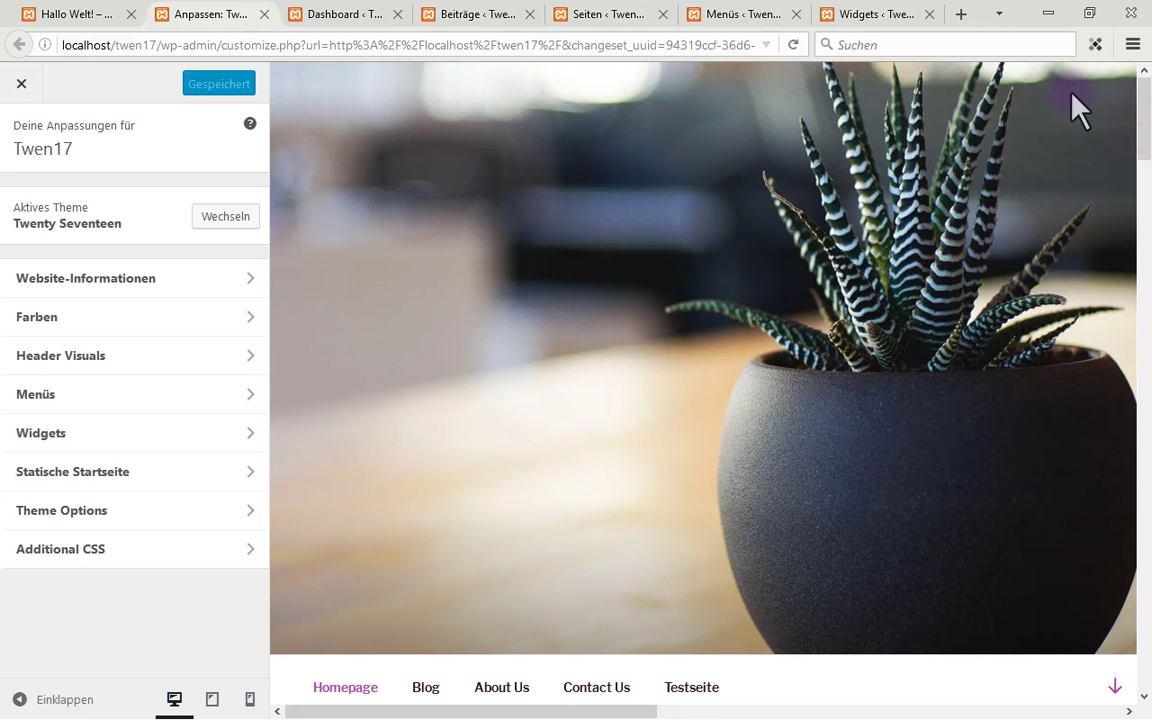 Hallo Welt! – ...
Anpassen: Tw...
Dashboard ‹ T...
Beiträge ‹ Twe...
Seiten ‹ Twen...
Menüs ‹ Twen...
Widgets ‹ Twe...
localhost/twen17/wp-admin/customize.php?url=http%3A%2F%2Flocalhost%2Ftwen17%2F&changeset_uuid=94319ccf-36d6-
Suchen
Gespeichert
Deine Anpassungen für
Twen17
Aktives Theme
Twenty Seventeen
Wechseln
Website-Informationen
Farben
Header Visuals
Menüs
Widgets
Statische Startseite
Theme Options
Additional CSS
Einklappen
Homepage Blog About Us Contact Us Testseite